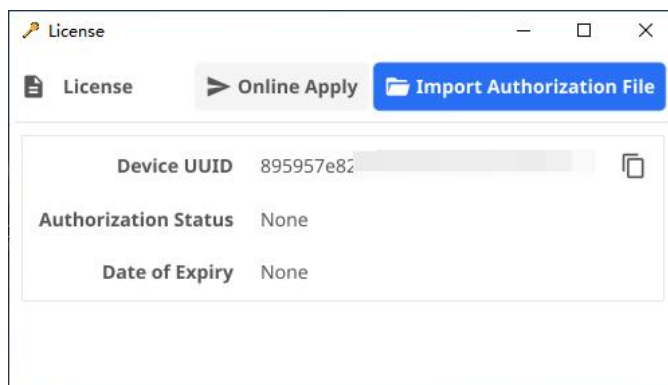 License
License Online Apply Import Authorization File
Device UUID 895957e82
Authorization Status None
Date of Expiry None